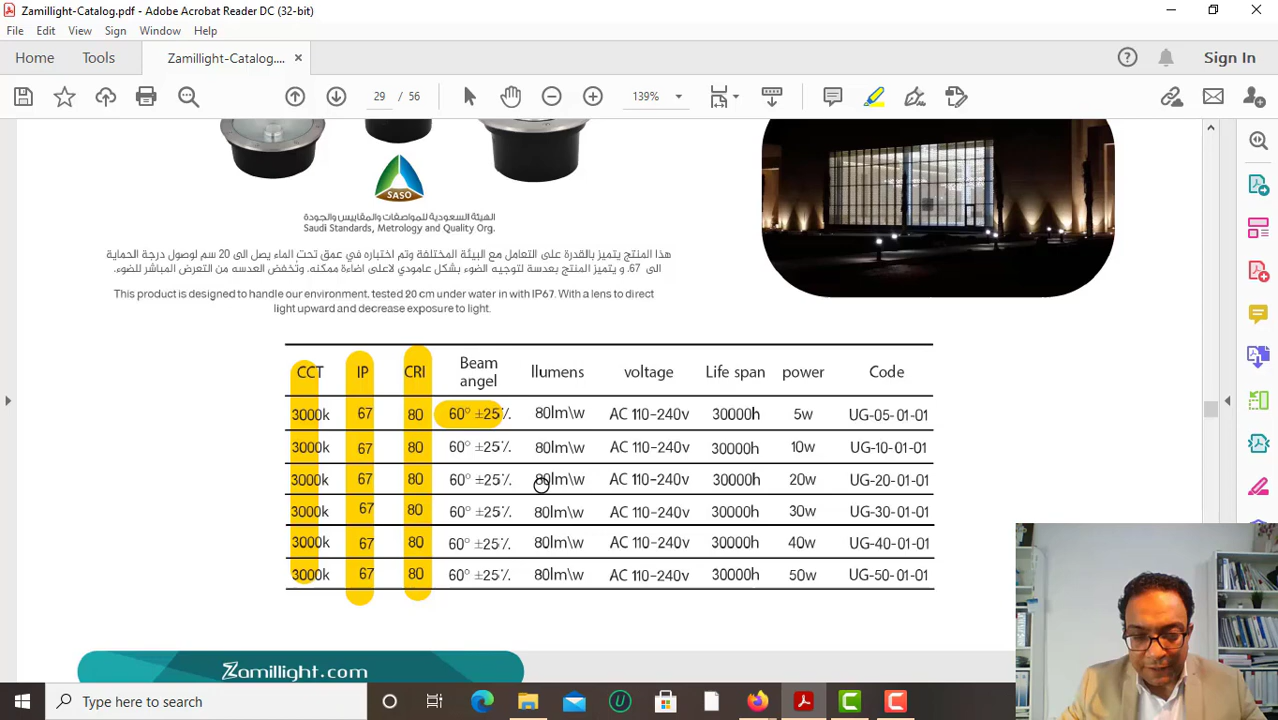 Zamillight-Catalog.pdf - Adobe Acrobat Reader DC (32-bit)
File Edit View Sign Window Help
Home Tools Zamillight-Catalog....
Sign In
29 / 56 139%
SASO
الهيئة السعودية للمواصفات والمقاييس والجودة
Saudi Standards, Metrology and Quality Org.
هذا المنتج يتميز بالقدرة على التعامل مع البيئة المختلفة وتم اختباره في عمق تحت الماء يصل الى 20 سم لوصول درجة الحماية
الى 67. و يتميز المنتج بعدسة لتوجيه الضوء بشكل عامودي لاعلى اضاءة ممكنه. وتخفض العدسه من التعرض المباشر للضوء.
This product is designed to handle our environment, tested 20 cm under water in with IP67. With a lens to direct
light upward and decrease exposure to light.
CCT IP CRI Beam angel llumens voltage Life span power Code
3000k 67 80 60° ±25٪ 80lm\w AC 110-240v 30000h 5w UG-05-01-01
3000k 67 80 60° ±25٪ 80lm\w AC 110-240v 30000h 10w UG-10-01-01
3000k 67 80 60° ±25٪ 80lm\w AC 110-240v 30000h 20w UG-20-01-01
3000k 67 80 60° ±25٪ 80lm\w AC 110-240v 30000h 30w UG-30-01-01
3000k 67 80 60° ±25٪ 80lm\w AC 110-240v 30000h 40w UG-40-01-01
3000k 67 80 60° ±25٪ 80lm\w AC 110-240v 30000h 50w UG-50-01-01
Zamillight.com
Type here to search